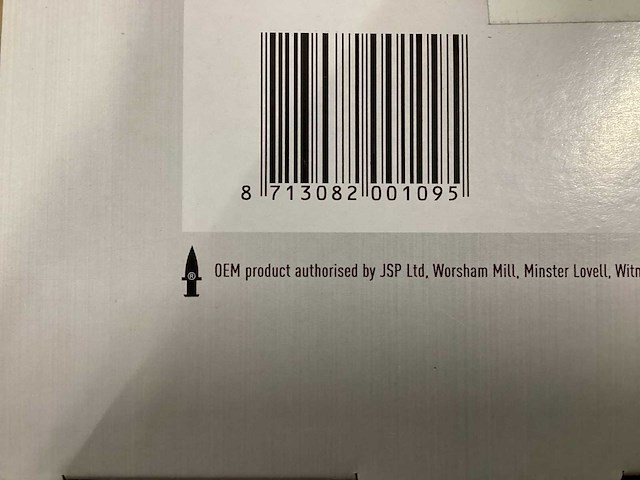 8 713082 001095
®
OEM product authorised by JSP Ltd, Worsham Mill, Minster Lovell,